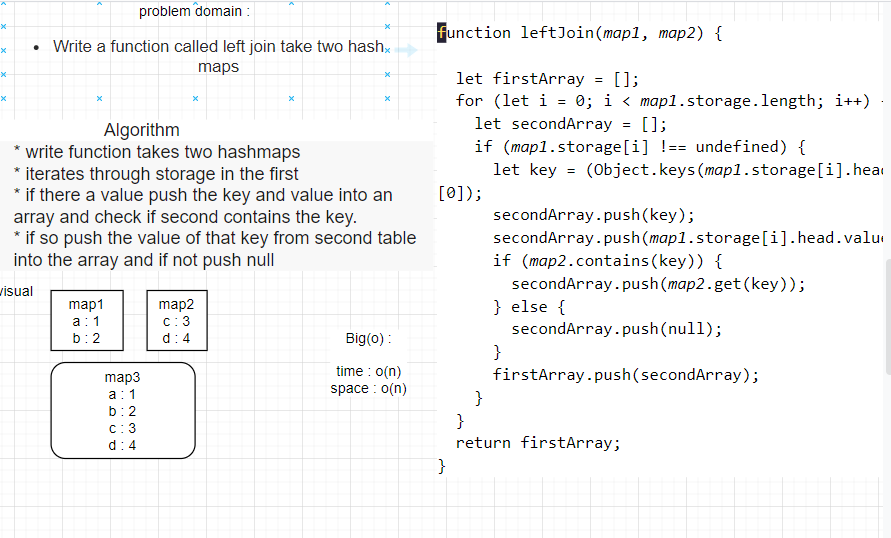 problem domain :
• Write a function called left join take two hash
maps
Algorithm
* write function takes two hashmaps
* iterates through storage in the first
* if there a value push the key and value into an
array and check if second contains the key.
* if so push the value of that key from second table
into the array and if not push null
visual
map1
a : 1
b : 2
map2
c : 3
d : 4
map3
a : 1
b : 2
c : 3
d : 4
Big(o) :
time : o(n)
space : o(n)
function leftJoin(map1, map2) {
let firstArray = [];
for (let i = 0; i < map1.storage.length; i++)
let secondArray = [];
if (map1.storage[i] !== undefined) {
let key = (Object.keys(map1.storage[i].head
[0]);
secondArray.push(key);
secondArray.push(map1.storage[i].head.valu
if (map2.contains(key)) {
secondArray.push(map2.get(key));
} else {
secondArray.push(null);
}
firstArray.push(secondArray);
}
}
return firstArray;
}